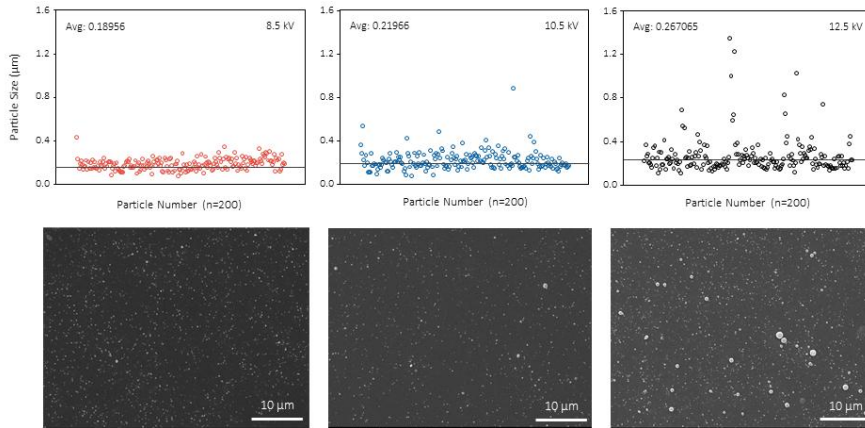 1.6
1.2
0.8
0.4
0.0
Particle Size (μm)
Avg: 0.18956 8.5 kV
Particle Number (n=200)
1.6
1.2
0.8
0.4
0.0
Avg: 0.21966 10.5 kV
Particle Number (n=200)
1.6
1.2
0.8
0.4
0.0
Avg: 0.267065 12.5 kV
Particle Number (n=200)
10 μm
10 μm
10 μm